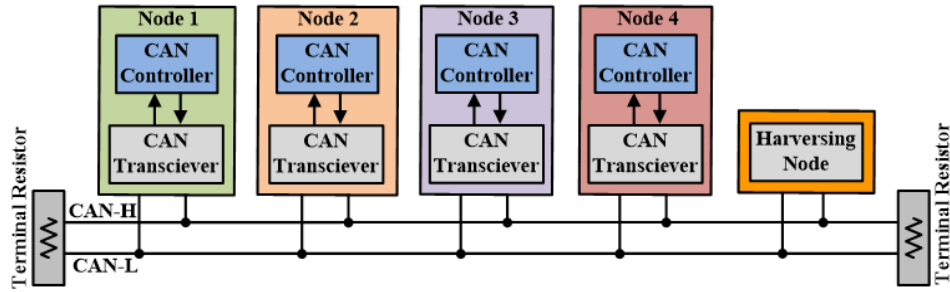 Node 1
CAN
Controller
CAN
Transciever
Node 2
CAN
Controller
CAN
Transciever
Node 3
CAN
Controller
CAN
Transciever
Node 4
CAN
Controller
CAN
Transciever
Harversing
Node
Terminal Resistor
CAN-H
CAN-L
Terminal Resistor